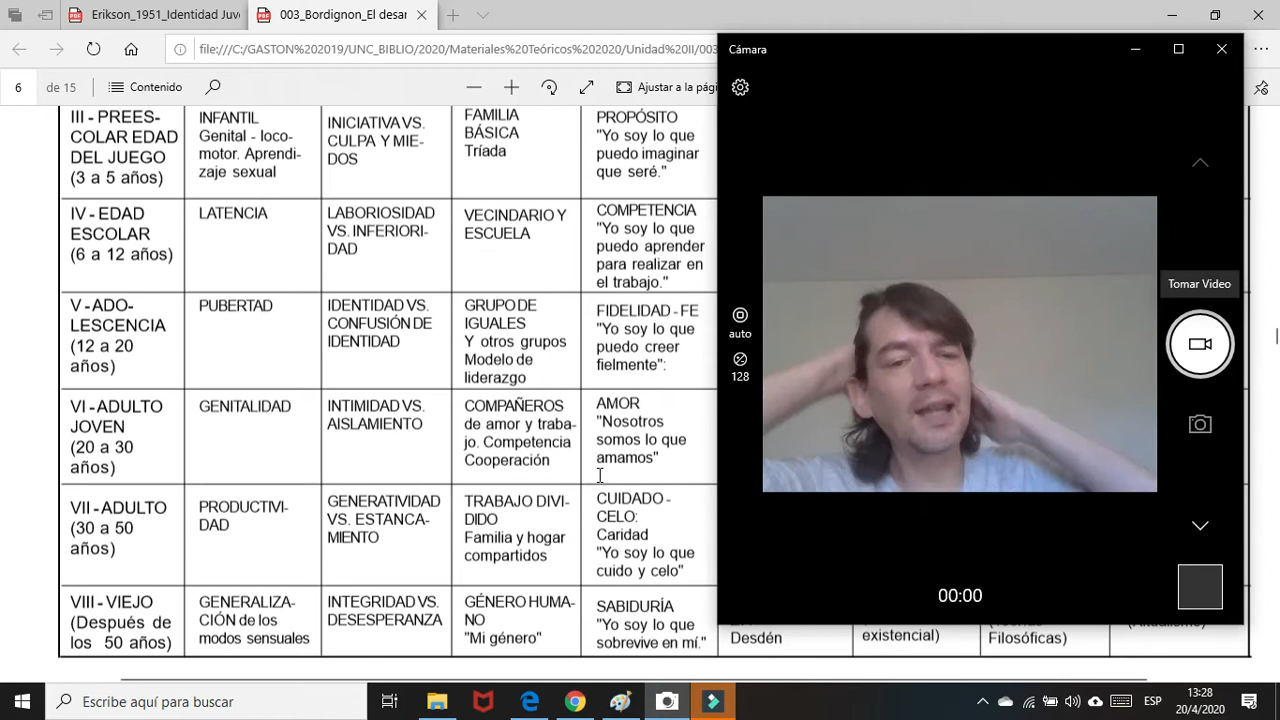 Erikson_1951_Identidad Juve
003_Bordignon_El desar
file:///C:/GASTON%202019/UNC_BIBLIO/2020/Materiales%20Teóricos%202020/Unidad%20II/003
6 de 15
Contenido
Ajustar a la pági
III - PREES-
COLAR EDAD
DEL JUEGO
(3 a 5 años)
INFANTIL
Genital - loco-
motor. Aprendi-
zaje sexual
INICIATIVA VS.
CULPA Y MIE-
DOS
FAMILIA
BÁSICA
Tríada
PROPÓSITO
"Yo soy lo que
puedo imaginar
que seré."
IV - EDAD
ESCOLAR
(6 a 12 años)
LATENCIA
LABORIOSIDAD
VS. INFERIORI-
DAD
VECINDARIO Y
ESCUELA
COMPETENCIA
"Yo soy lo que
puedo aprender
para realizar en
el trabajo."
V - ADO-
LESCENCIA
(12 a 20
años)
PUBERTAD
IDENTIDAD VS.
CONFUSIÓN DE
IDENTIDAD
GRUPO DE
IGUALES
Y otros grupos
Modelo de
liderazgo
FIDELIDAD - FE
"Yo soy lo que
puedo creer
fielmente":
VI - ADULTO
JOVEN
(20 a 30
años)
GENITALIDAD
INTIMIDAD VS.
AISLAMIENTO
COMPAÑEROS
de amor y traba-
jo. Competencia
Cooperación
AMOR
"Nosotros
somos lo que
amamos"
VII - ADULTO
(30 a 50
años)
PRODUCTIVI-
DAD
GENERATIVIDAD
VS. ESTANCA-
MIENTO
TRABAJO DIVI-
DIDO
Familia y hogar
compartidos
CUIDADO -
CELO:
Caridad
"Yo soy lo que
cuido y celo"
VIII - VIEJO
(Después de
los 50 años)
GENERALIZA-
CIÓN de los
modos sensuales
INTEGRIDAD VS.
DESESPERANZA
GÉNERO HUMA-
NO
"Mi género"
SABIDURÍA
"Yo soy lo que
sobrevive en mí."
Desdén
existencial)
Filosóficas)
Cámara
auto
128
Tomar Video
00:00
Escribe aquí para buscar
ESP
13:28
20/4/2020